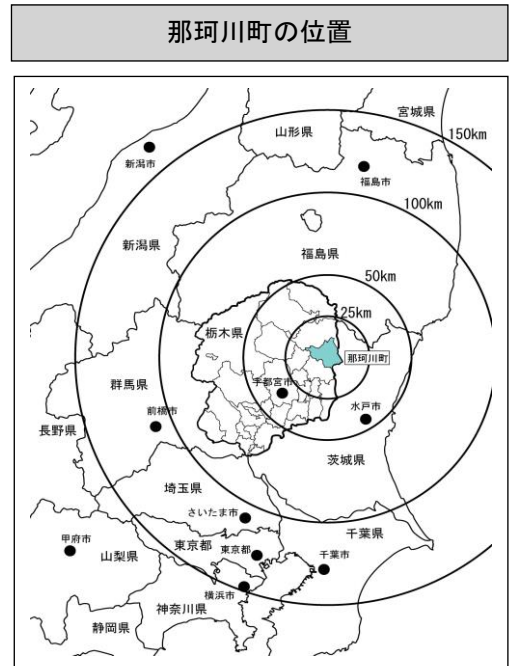 那珂川町の位置
宮城県
山形県
150km
新潟市
福島市
100km
新潟県
福島県
50km
25km
栃木県
那珂川町
群馬県
宇都宮市
前橋市
水戸市
長野県
茨城県
埼玉県
さいたま市
千葉県
甲府市
東京都
東京都
山梨県
千葉市
横浜市
神奈川県
静岡県